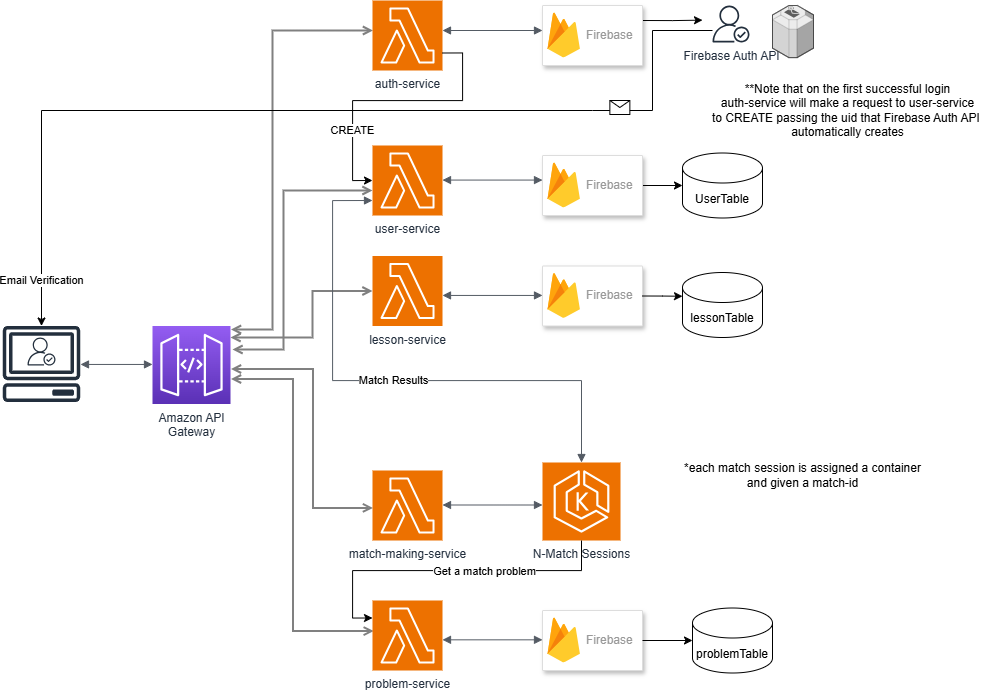 Firebase
Firebase Auth API
auth-service
**Note that on the first successful login
auth-service will make a request to user-service
to CREATE passing the uid that Firebase Auth API
automatically creates
CREATE
Firebase
UserTable
user-service
Email Verification
Firebase
lessonTable
lesson-service
</>
Match Results
Amazon API
Gateway
*each match session is assigned a container
and given a match-id
K
match-making-service
N-Match Sessions
Get a match problem
Firebase
problemTable
problem-service